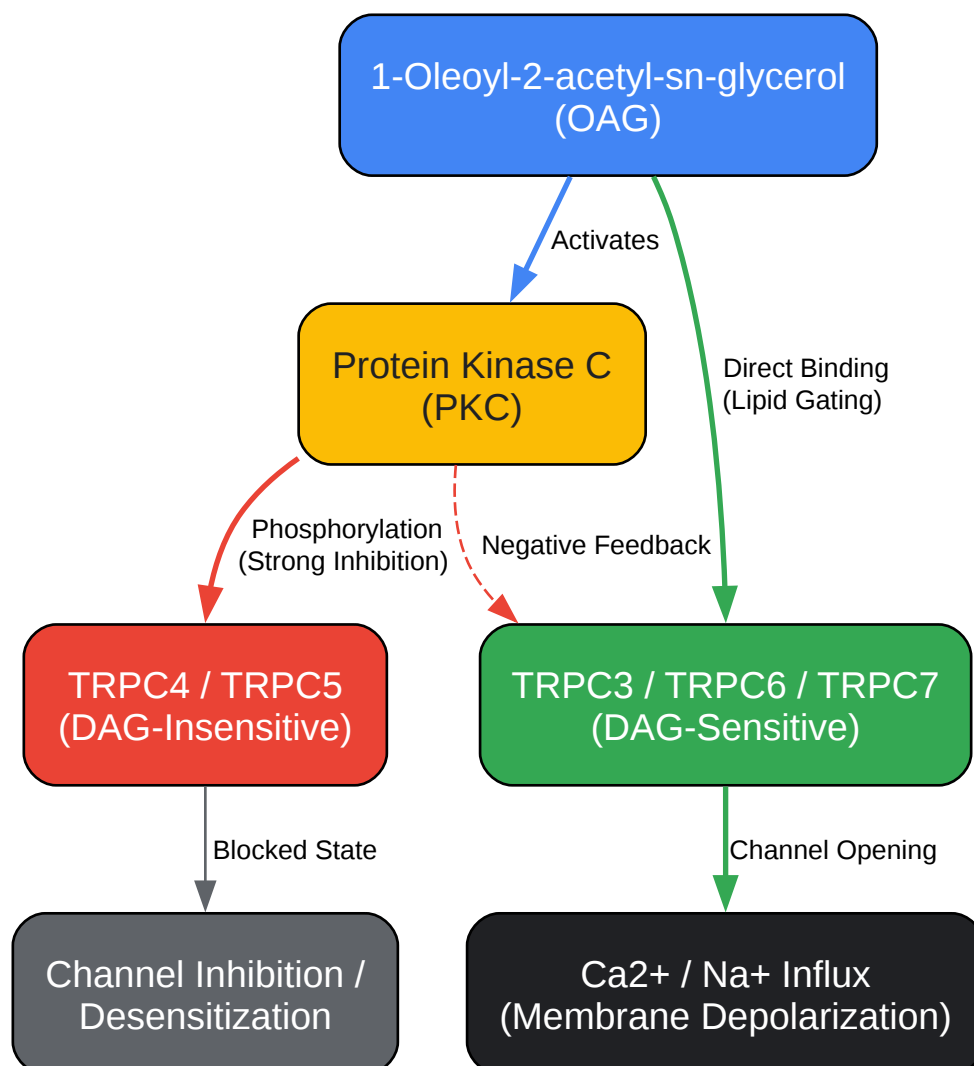 1-Oleoyl-2-acetyl-sn-glycerol
(OAG)
Activates
Protein Kinase C
(PKC)
Direct Binding
(Lipid Gating)
Phosphorylation
(Strong Inhibition)
Negative Feedback
TRPC4 / TRPC5
(DAG-Insensitive)
TRPC3 / TRPC6 / TRPC7
(DAG-Sensitive)
Blocked State
Channel Opening
Channel Inhibition /
Desensitization
Ca2+ / Na+ Influx
(Membrane Depolarization)